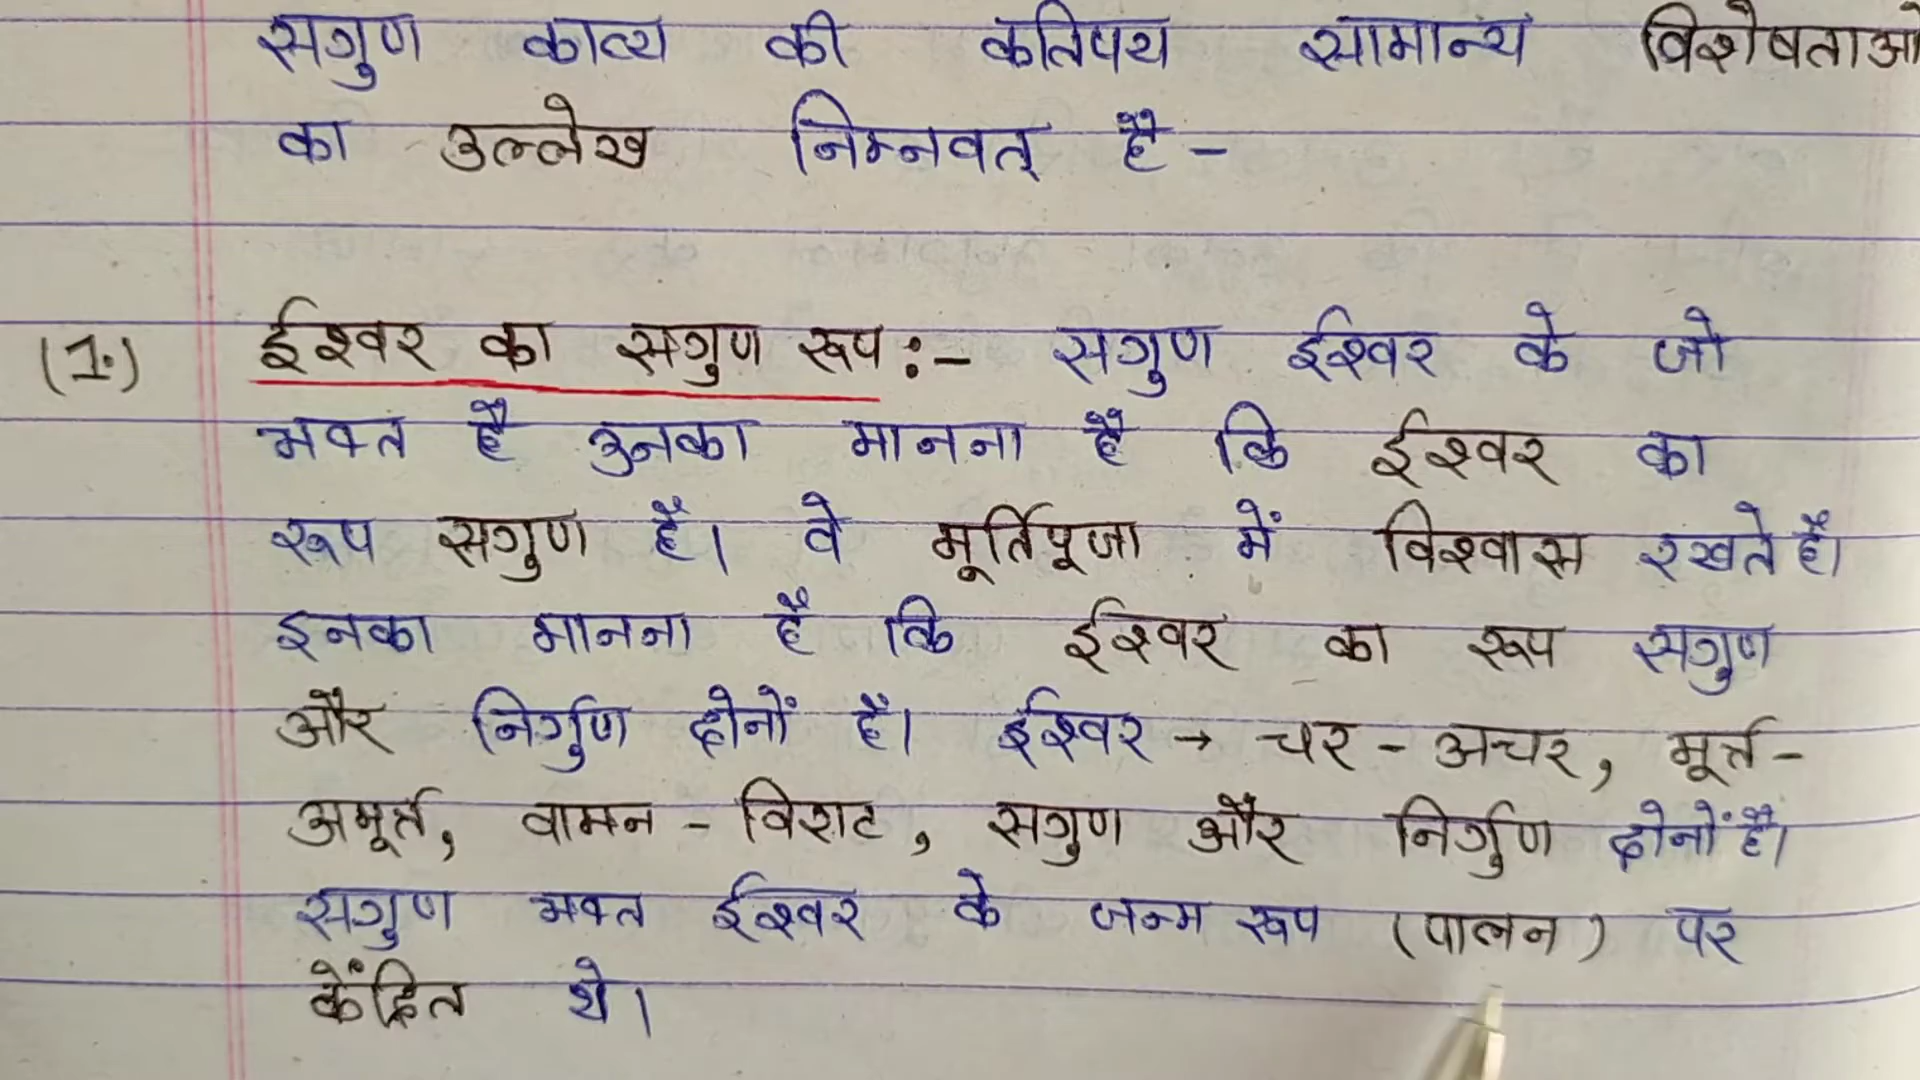 सगुण काव्य की कतिपय सामान्य विशेषताओ
का उल्लेख निम्नवत् है -
(1.) ईश्वर का सगुण रूप :- सगुण ईश्वर के जो
भक्त है उनका मानना है कि ईश्वर का
रूप सगुण है। वे मूर्तिपूजा में विश्वास रखते है।
इनका मानना है कि ईश्वर का रूप सगुण
और निर्गुण दोनों है। ईश्वर → चर - अचर, मूर्त -
अमूर्त, वामन - विराट, सगुण और निर्गुण दोनों है।
सगुण भक्त ईश्वर के जन्म रूप (पालन) पर
केंद्रित थे।